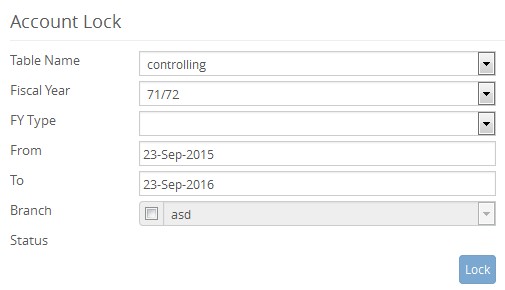 Account Lock
Table Name controlling
Fiscal Year 71/72
FY Type
From 23-Sep-2015
To 23-Sep-2016
Branch asd
Status
Lock